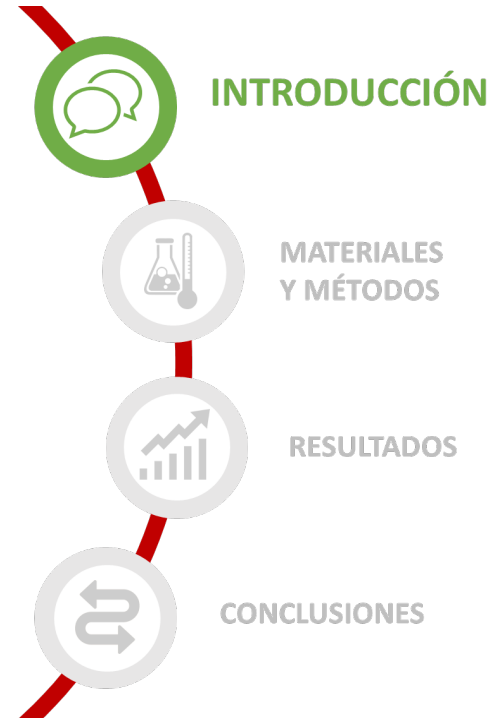 INTRODUCCIÓN
MATERIALES
Y MÉTODOS
RESULTADOS
CONCLUSIONES